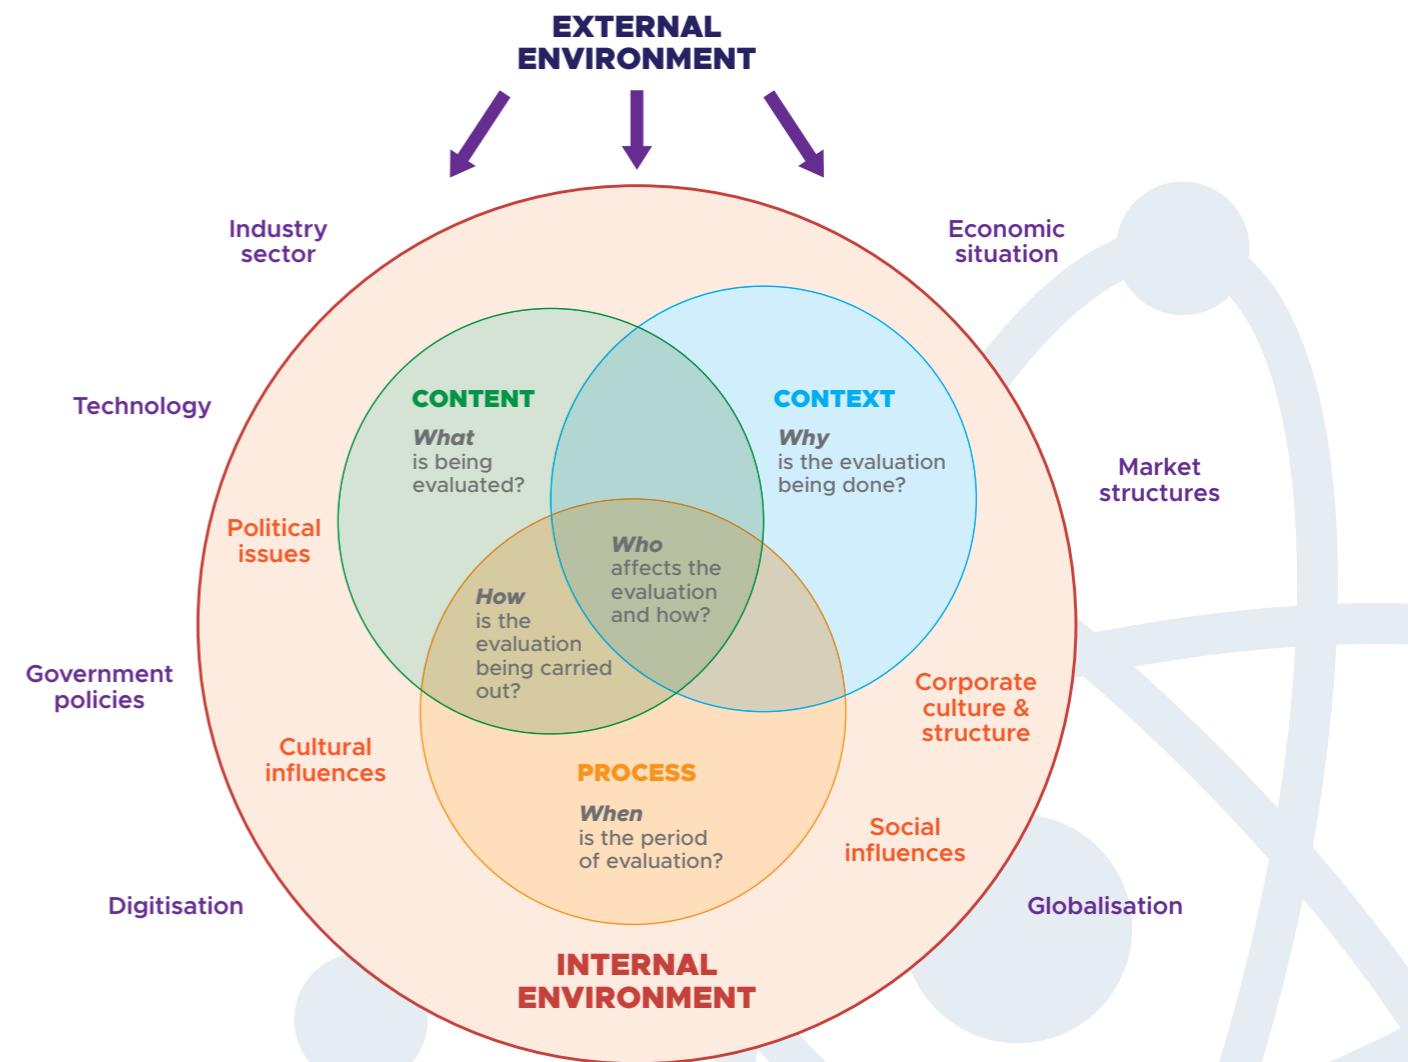 EXTERNAL
ENVIRONMENT
Industry
sector
Economic
situation
Technology
Market
structures
Government
policies
Digitisation
Globalisation
CONTENT
What
is being
evaluated?
CONTEXT
Why
is the evaluation
being done?
Political
issues
Who
affects the
evaluation
and how?
How
is the
evaluation
being carried
out?
Cultural
influences
Corporate
culture &
structure
PROCESS
When
is the period
of evaluation?
Social
influences
INTERNAL
ENVIRONMENT